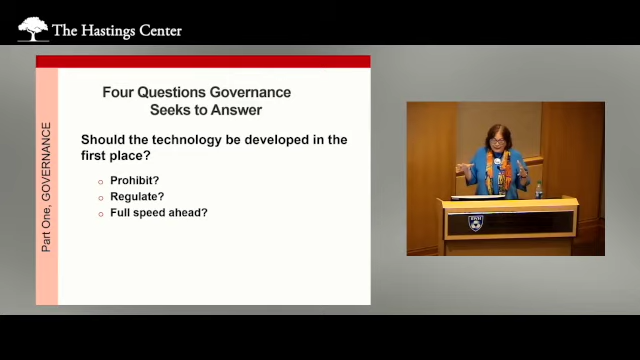 The Hastings Center
Four Questions Governance
Seeks to Answer
Should the technology be developed in the
first place?
Prohibit?
Regulate?
Full speed ahead?
Part One, GOVERNANCE